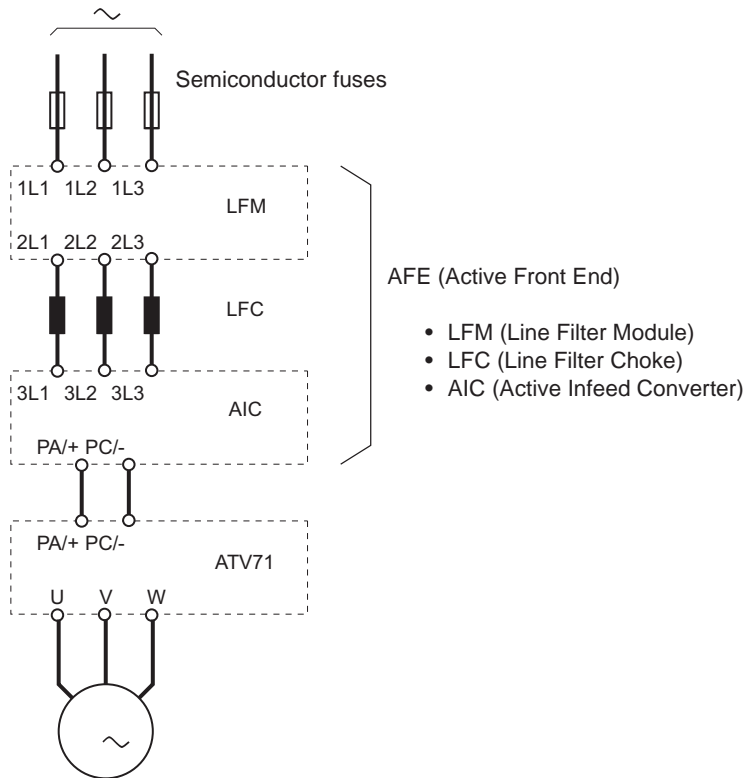 Semiconductor fuses
1L1 1L2 1L3
LFM
2L1 2L2 2L3
LFC
3L1 3L2 3L3
AIC
PA/+ PC/-
PA/+ PC/-
ATV71
U V W
AFE (Active Front End)
• LFM (Line Filter Module)
• LFC (Line Filter Choke)
• AIC (Active Infeed Converter)